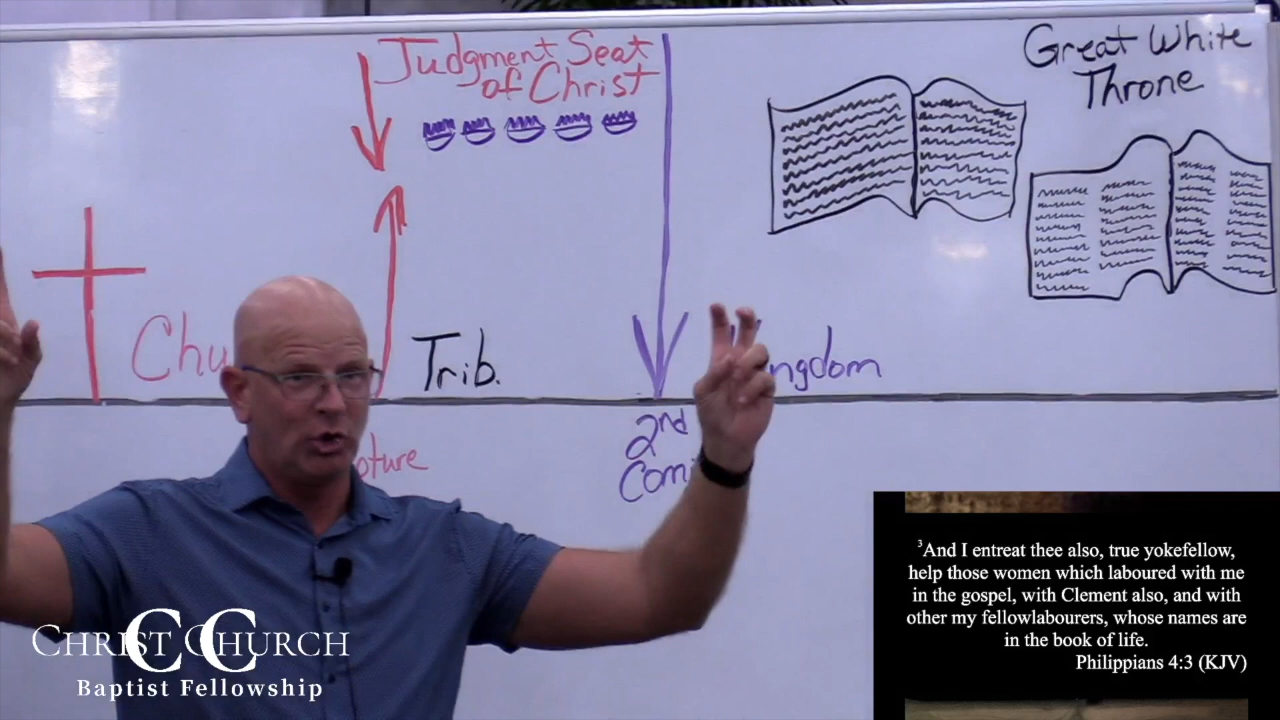 Judgment Seat
of Christ
Great White
Throne
Trib.
2nd
3And I entreat thee also, true yokefellow,
help those women which laboured with me
in the gospel, with Clement also, and with
other my fellowlabourers, whose names are
in the book of life.
Philippians 4:3 (KJV)
CC
CHRIST CHURCH
Baptist Fellowship